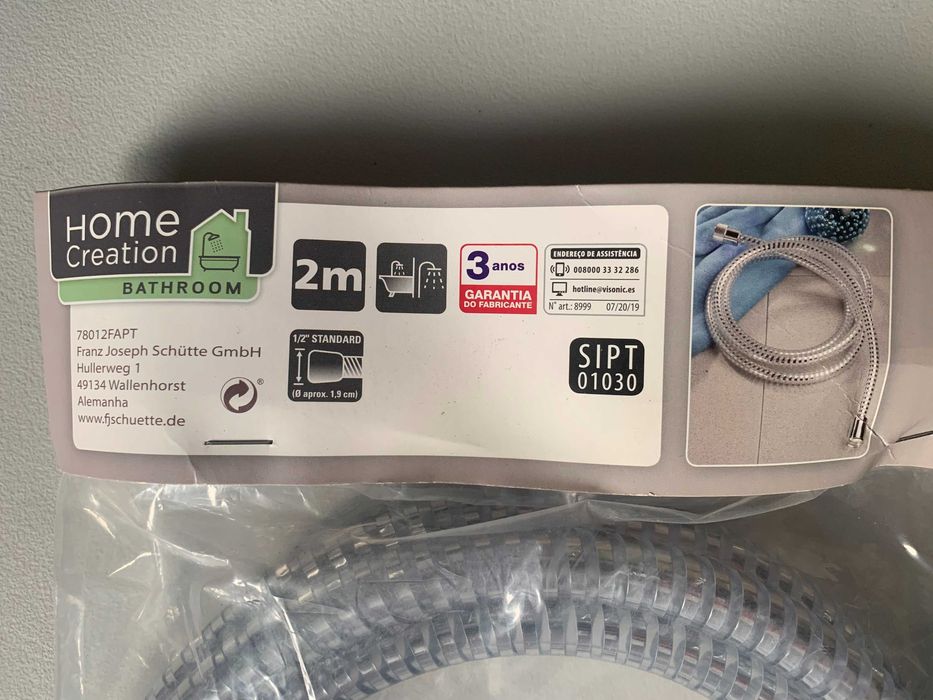 Home
Creation
BATHROOM
78012FAPT
Franz Joseph Schütte GmbH
Hullerweg 1
49134 Wallenhorst
Alemanha
www.fjschuette.de
®
2m
1/2" STANDARD
(Ø aprox. 1,9 cm)
3 anos
GARANTIA
DO FABRICANTE
ENDEREÇO DE ASSISTÊNCIA
008000 33 32 286
hotline@visonic.es
N° art.: 8999 07/20/19
SIPT
01030